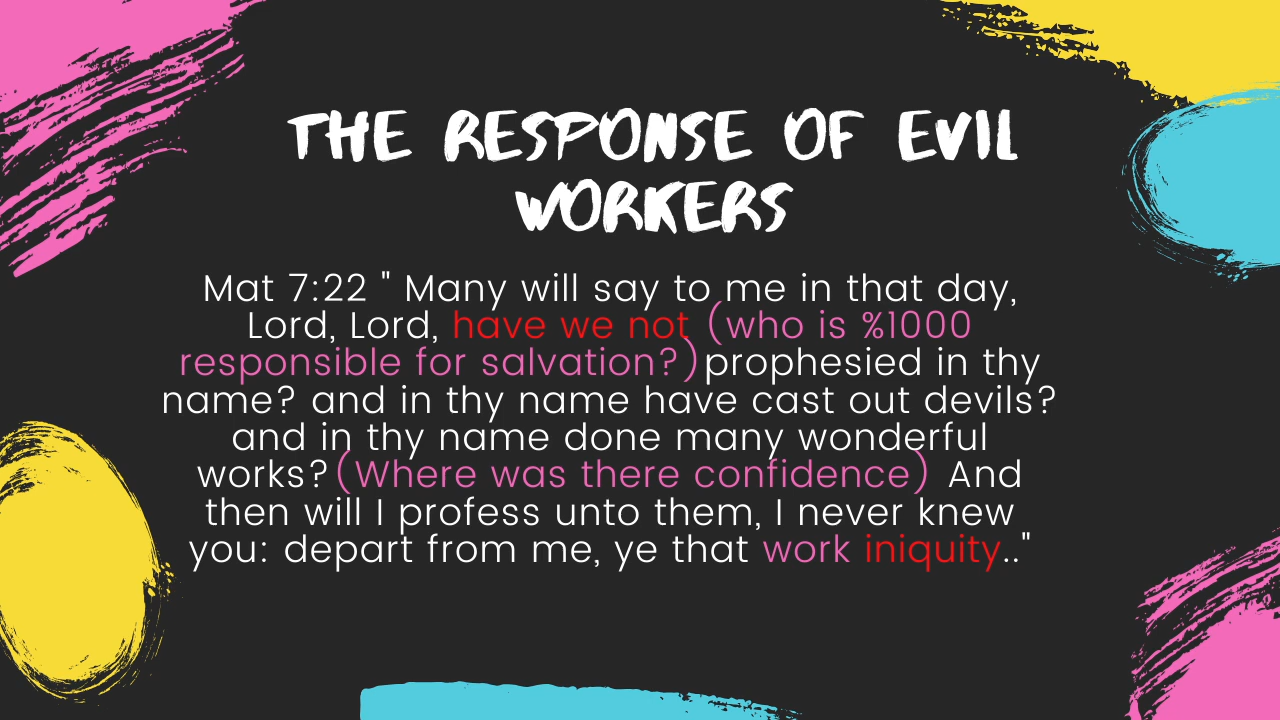 THE RESPONSE OF EVIL
WORKERS
Mat 7:22 " Many will say to me in that day,
Lord, Lord, have we not (who is %1000
responsible for salvation?)prophesied in thy
name? and in thy name have cast out devils?
and in thy name done many wonderful
works?(Where was there confidence) And
then will I profess unto them, I never knew
you: depart from me, ye that work iniquity.."